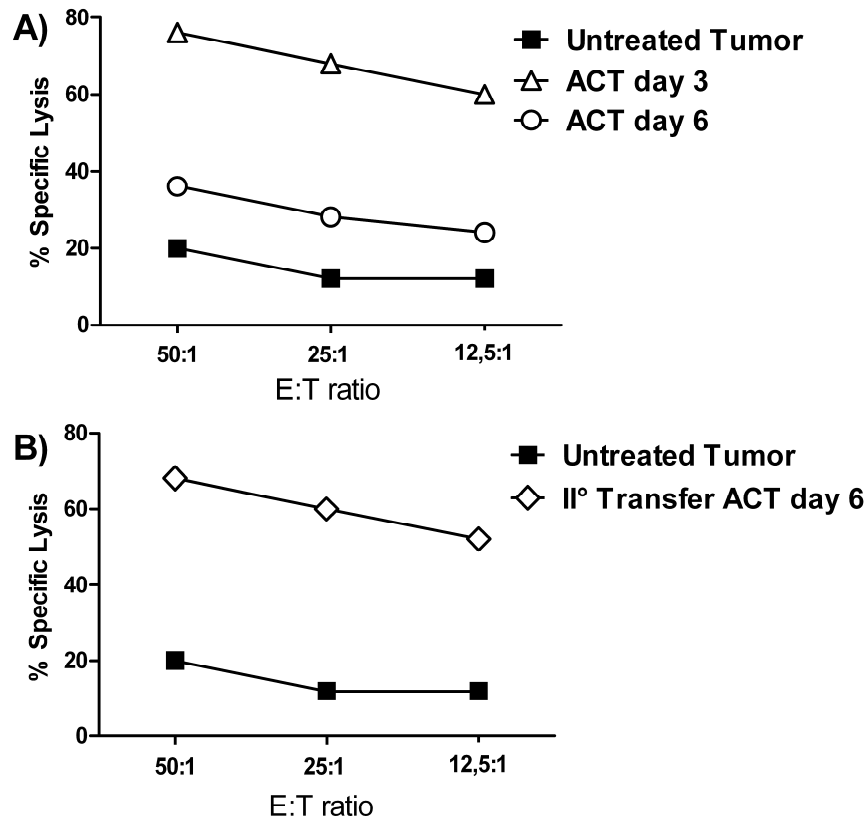 A)
80
60
40
20
0
% Specific Lysis
50:1
25:1
12,5:1
E:T ratio
Untreated Tumor
ACT day 3
ACT day 6
B)
80
60
40
20
0
% Specific Lysis
50:1
25:1
12,5:1
E:T ratio
Untreated Tumor
II° Transfer ACT day 6